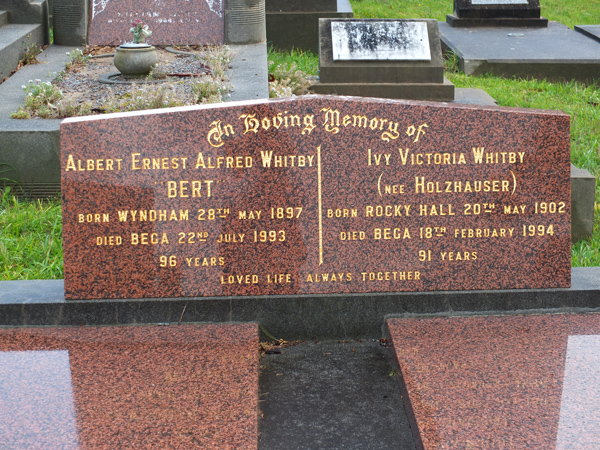 In Loving Memory of
Albert Ernest Alfred Whitby
"BERT"
BORN WYNDHAM 28TH MAY 1897
DIED BEGA 22ND JULY 1993
96 YEARS
Ivy Victoria Whitby
(NEE HOLZHAUSER)
BORN ROCKY HALL 20TH MAY 1902
DIED BEGA 18TH FEBRUARY 1994
91 YEARS
LOVED LIFE ALWAYS TOGETHER